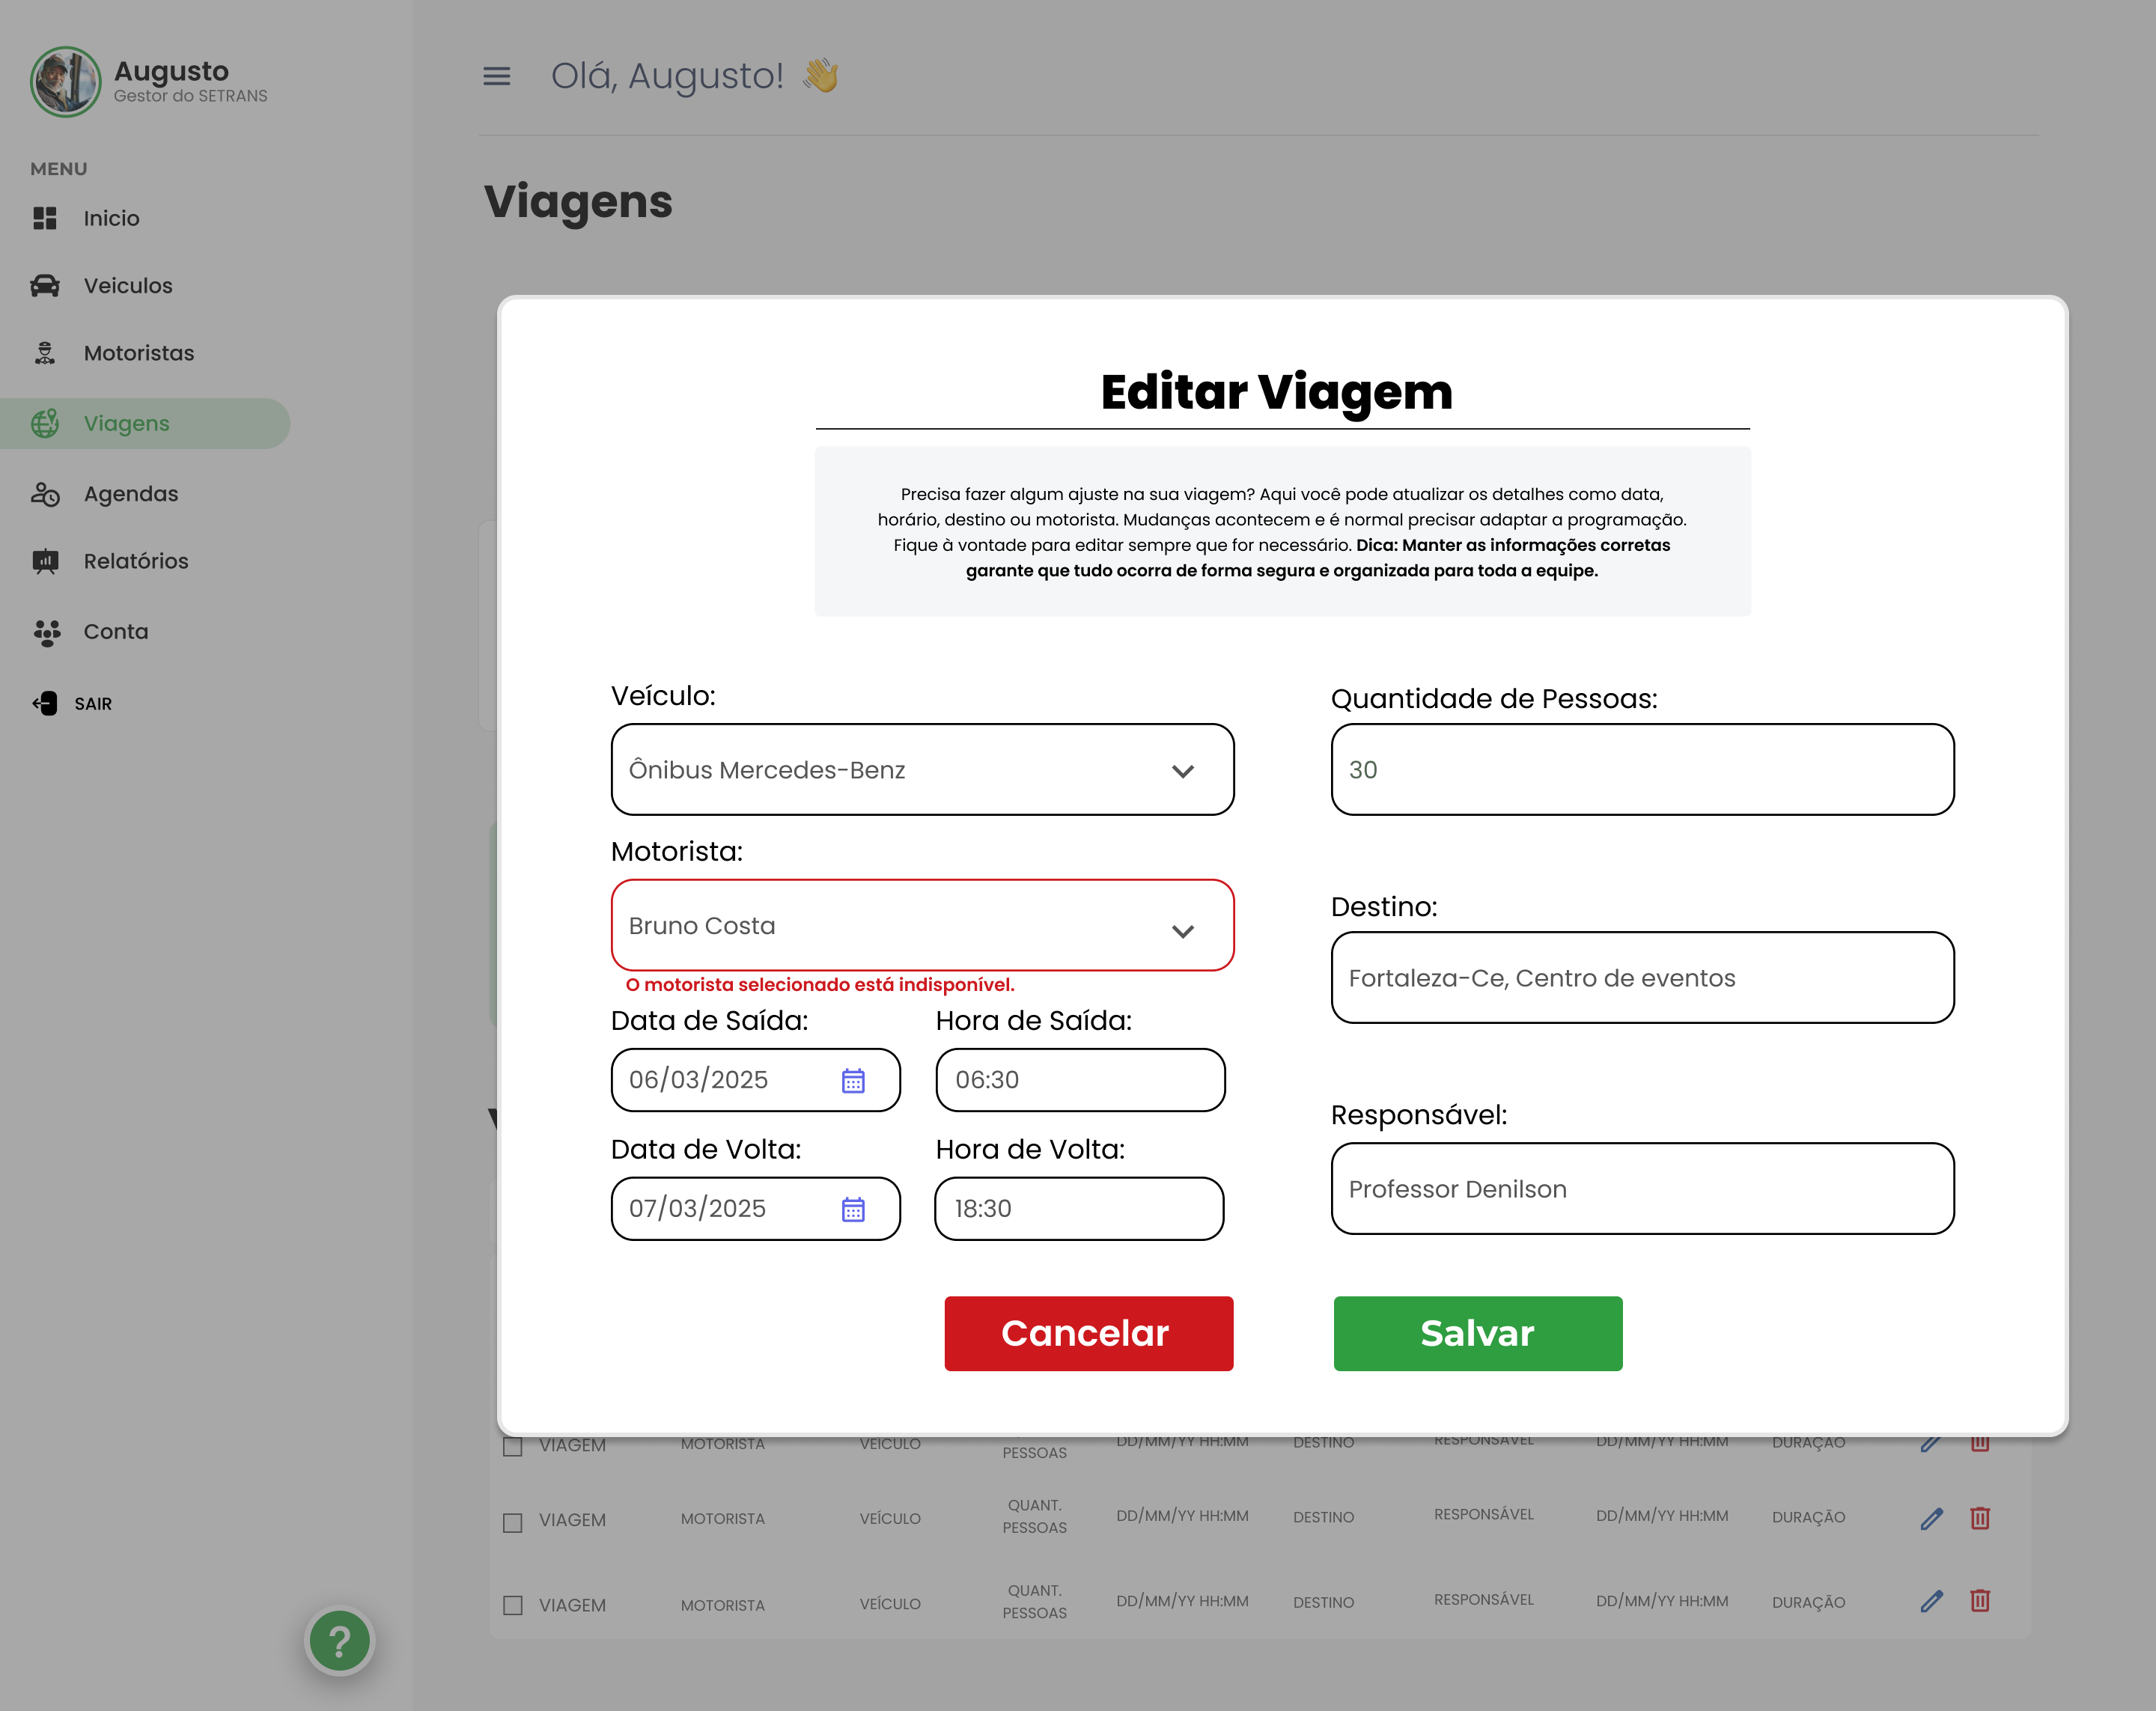 Augusto
Gestor do SETRANS
MENU
Inicio
Veiculos
Motoristas
Viagens
Agendas
Relatórios
Conta
SAIR
Olá, Augusto! 👋
Viagens
Editar Viagem
Precisa fazer algum ajuste na sua viagem? Aqui você pode atualizar os detalhes como data,
horário, destino ou motorista. Mudanças acontecem e é normal precisar adaptar a programação.
Fique à vontade para editar sempre que for necessário. Dica: Manter as informações corretas
garante que tudo ocorra de forma segura e organizada para toda a equipe.
Veículo:
Ônibus Mercedes-Benz
Quantidade de Pessoas:
30
Motorista:
Bruno Costa
O motorista selecionado está indisponível.
Destino:
Fortaleza-Ce, Centro de eventos
Data de Saída:
06/03/2025
Hora de Saída:
06:30
Data de Volta:
07/03/2025
Hora de Volta:
18:30
Responsável:
Professor Denilson
Cancelar
Salvar
VIAGEM MOTORISTA VEÍCULO PESSOAS DD/MM/YY HH:MM DESTINO RESPONSÁVEL DD/MM/YY HH:MM DURAÇÃO
VIAGEM MOTORISTA VEÍCULO QUANT. PESSOAS DD/MM/YY HH:MM DESTINO RESPONSÁVEL DD/MM/YY HH:MM DURAÇÃO
VIAGEM MOTORISTA VEÍCULO QUANT. PESSOAS DD/MM/YY HH:MM DESTINO RESPONSÁVEL DD/MM/YY HH:MM DURAÇÃO
?